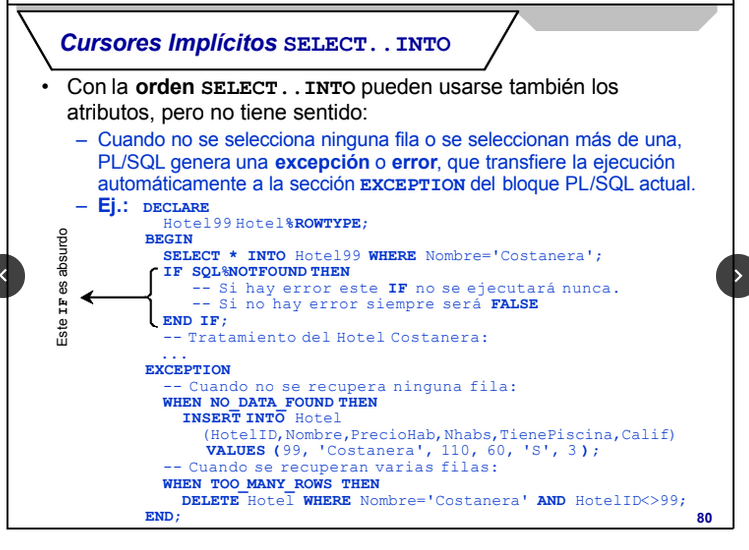 Cursores Implícitos SELECT..INTO
• Con la orden SELECT..INTO pueden usarse también los
atributos, pero no tiene sentido:
– Cuando no se selecciona ninguna fila o se seleccionan más de una,
PL/SQL genera una excepción o error, que transfiere la ejecución
automáticamente a la sección EXCEPTION del bloque PL/SQL actual.
– Ej.: DECLARE
Hotel99 Hotel%ROWTYPE;
BEGIN
SELECT * INTO Hotel99 WHERE Nombre='Costanera';
IF SQL%NOTFOUND THEN
-- Si hay error este IF no se ejecutará nunca.
-- Si no hay error siempre será FALSE
END IF;
Este IF es absurdo
-- Tratamiento del Hotel Costanera:
...
EXCEPTION
-- Cuando no se recupera ninguna fila:
WHEN NO_DATA_FOUND THEN
INSERT INTO Hotel
(HotelID,Nombre,PrecioHab,Nhabs,TienePiscina,Calif)
VALUES (99, 'Costanera', 110, 60, 'S', 3);
-- Cuando se recuperan varias filas:
WHEN TOO_MANY_ROWS THEN
DELETE Hotel WHERE Nombre='Costanera' AND HotelID<>99;
END;
80